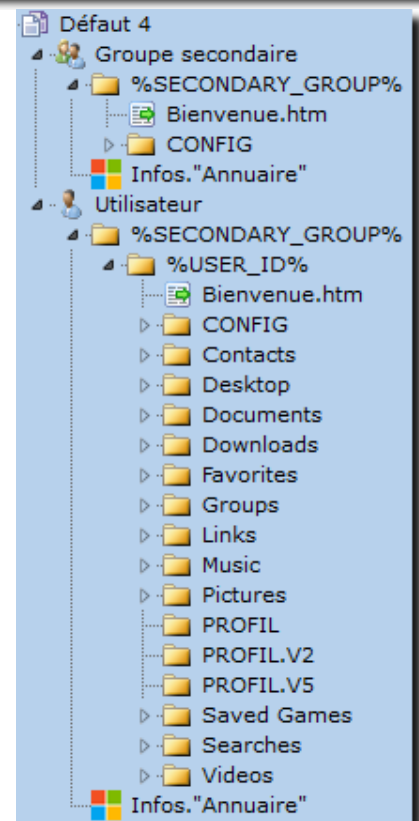 Défaut 4
Groupe secondaire
%SECONDARY_GROUP%
Bienvenue.htm
CONFIG
Infos."Annuaire"
Utilisateur
%SECONDARY_GROUP%
%USER_ID%
Bienvenue.htm
CONFIG
Contacts
Desktop
Documents
Downloads
Favorites
Groups
Links
Music
Pictures
PROFIL
PROFIL.V2
PROFIL.V5
Saved Games
Searches
Videos
Infos."Annuaire"